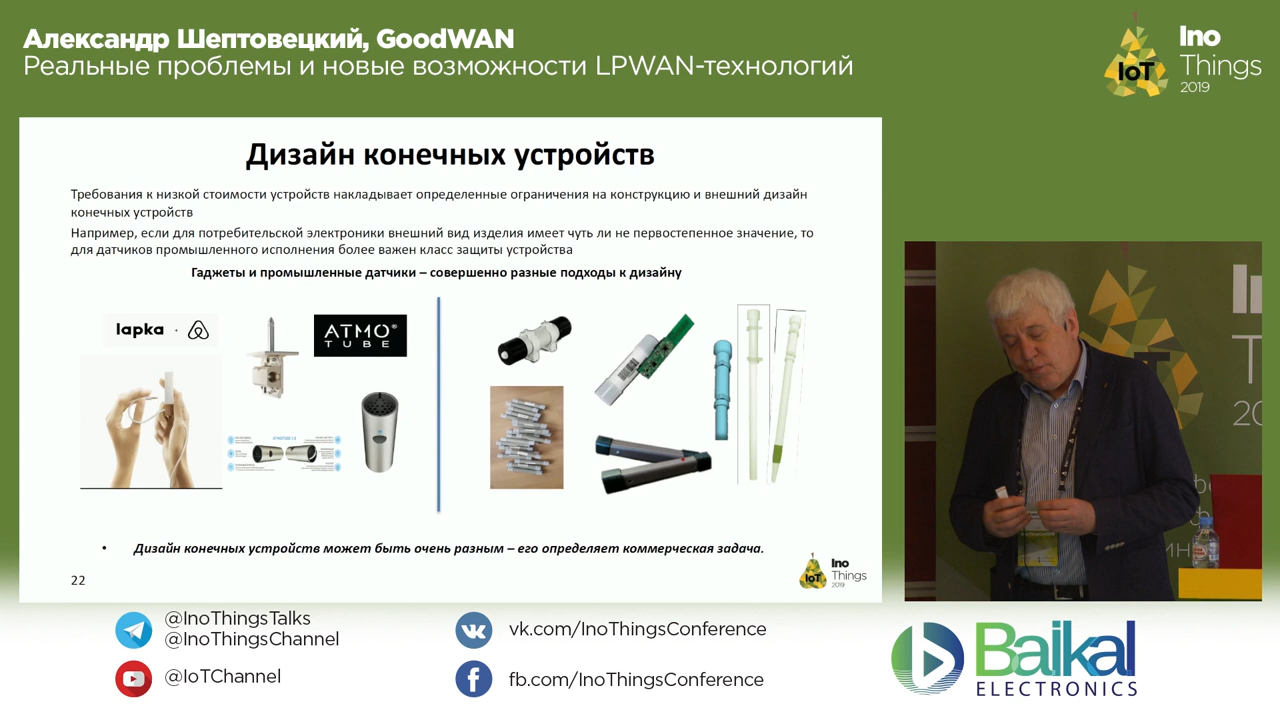 Александр Шептовецкий, GoodWAN
Реальные проблемы и новые возможности LPWAN-технологий
IoT
Ino
Things
2019
Дизайн конечных устройств
Требования к низкой стоимости устройств накладывает определенные ограничения на конструкцию и внешний дизайн
конечных устройств
Например, если для потребительской электроники внешний вид изделия имеет чуть ли не первостепенное значение, то
для датчиков промышленного исполнения более важен класс защиты устройства
Гаджеты и промышленные датчики – совершенно разные подходы к дизайну
lapka
ATMO®
TUBE
• Дизайн конечных устройств может быть очень разным – его определяет коммерческая задача.
22
IoT
Ino
Things
2019
@InoThingsTalks
@InoThingsChannel
@IoTChannel
vk.com/InoThingsConference
fb.com/InoThingsConference
Baikal
ELECTRONICS